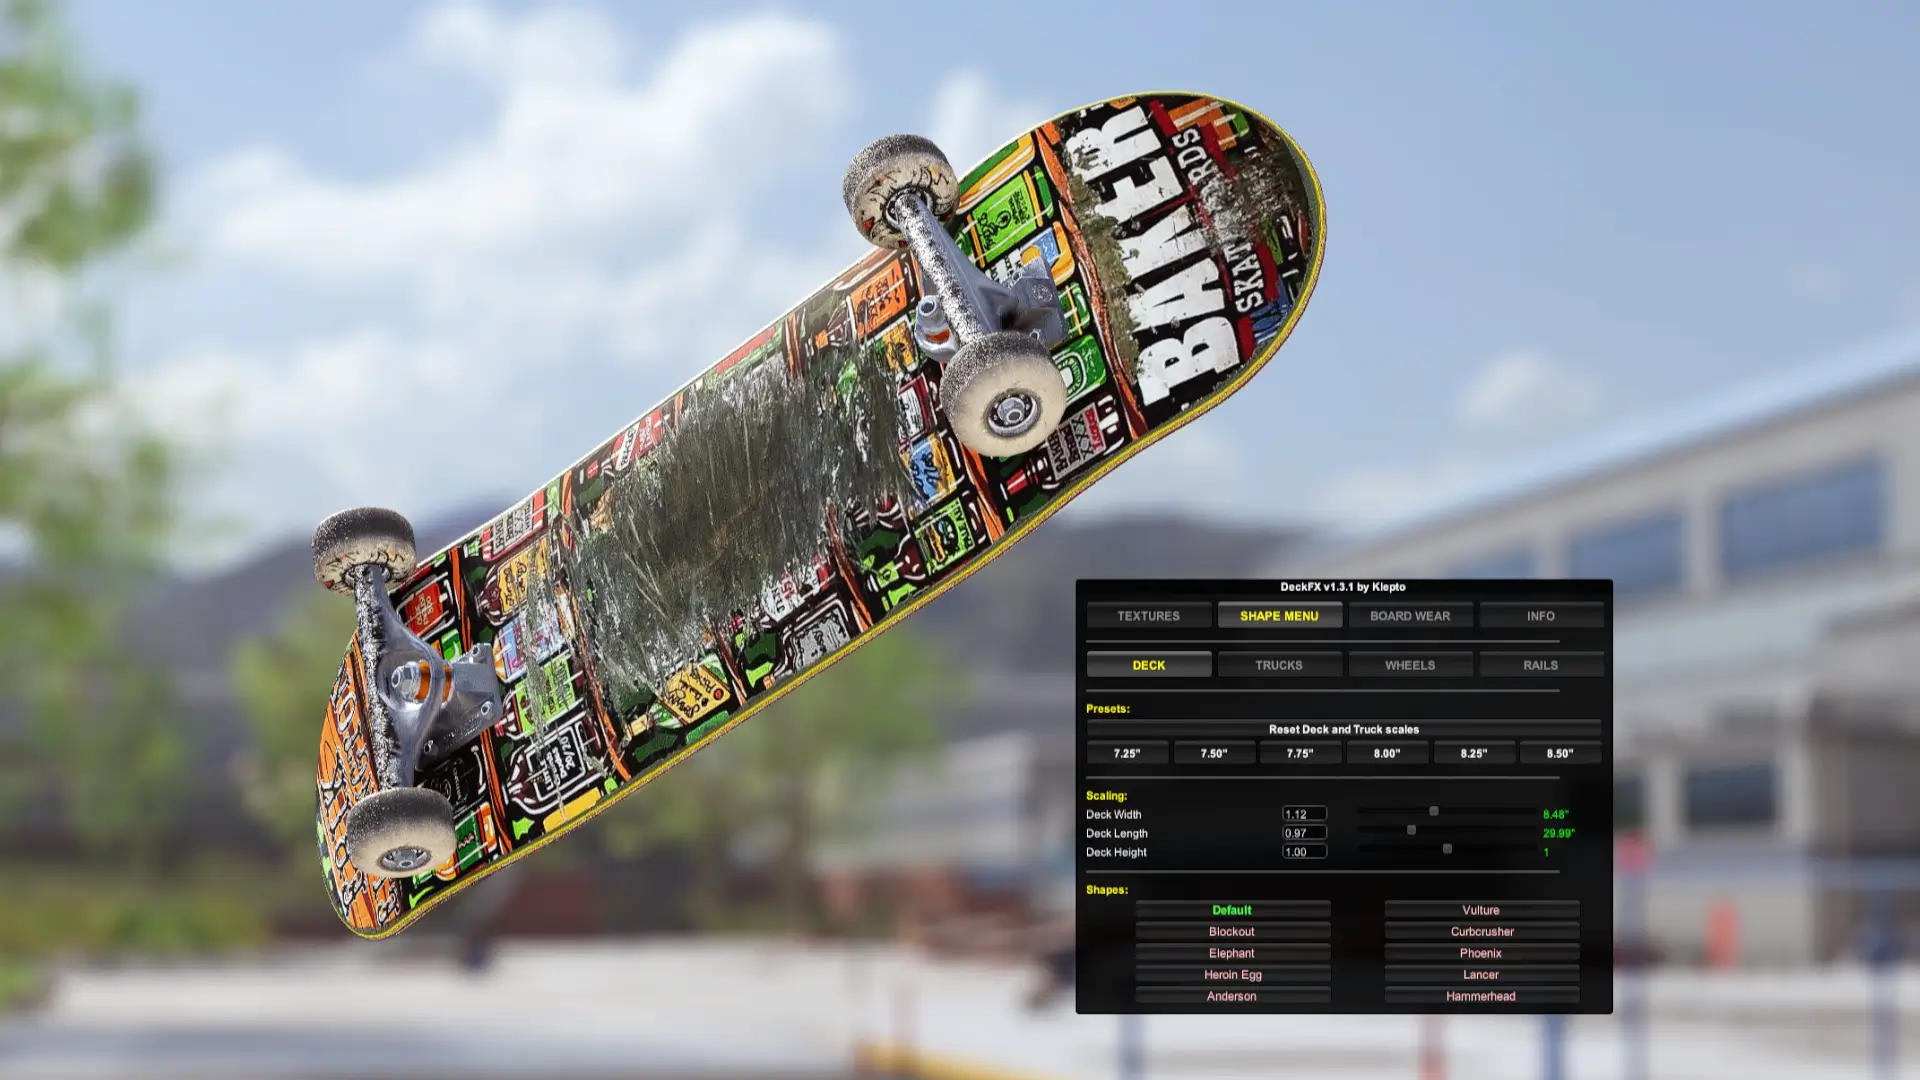 BAKER
DeckFX v1.3.1 by Klepto
TEXTURES SHAPE MENU BOARD WEAR INFO
DECK TRUCKS WHEELS RAILS
Presets:
Reset Deck and Truck scales
7.25" 7.50" 7.75" 8.00" 8.25" 8.50"
Scaling:
Deck Width 1.12 8.48"
Deck Length 0.97 29.99"
Deck Height 1.00 1
Shapes:
Default Vulture
Blockout Curbcrusher
Elephant Phoenix
Heroin Egg Lancer
Anderson Hammerhead